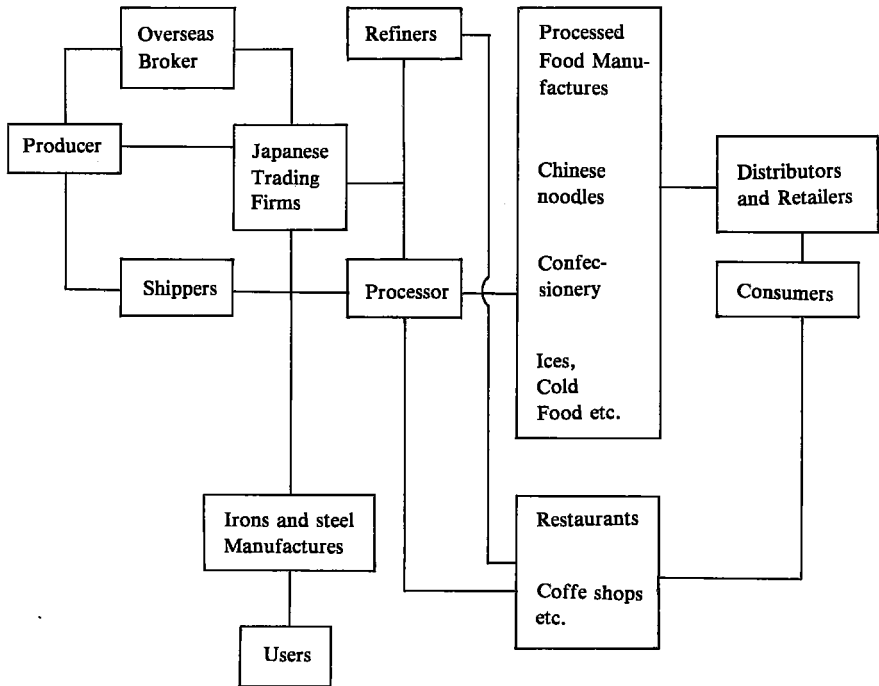 Overseas
Broker
Refiners
Processed
Food Manu-
factures
Producer
Japanese
Trading
Firms
Chinese
noodles
Distributors
and Retailers
Shippers
Processor
Confec-
sionery
Consumers
Ices,
Cold
Food etc.
Irons and steel
Manufactures
Restaurants
Coffe shops
etc.
Users